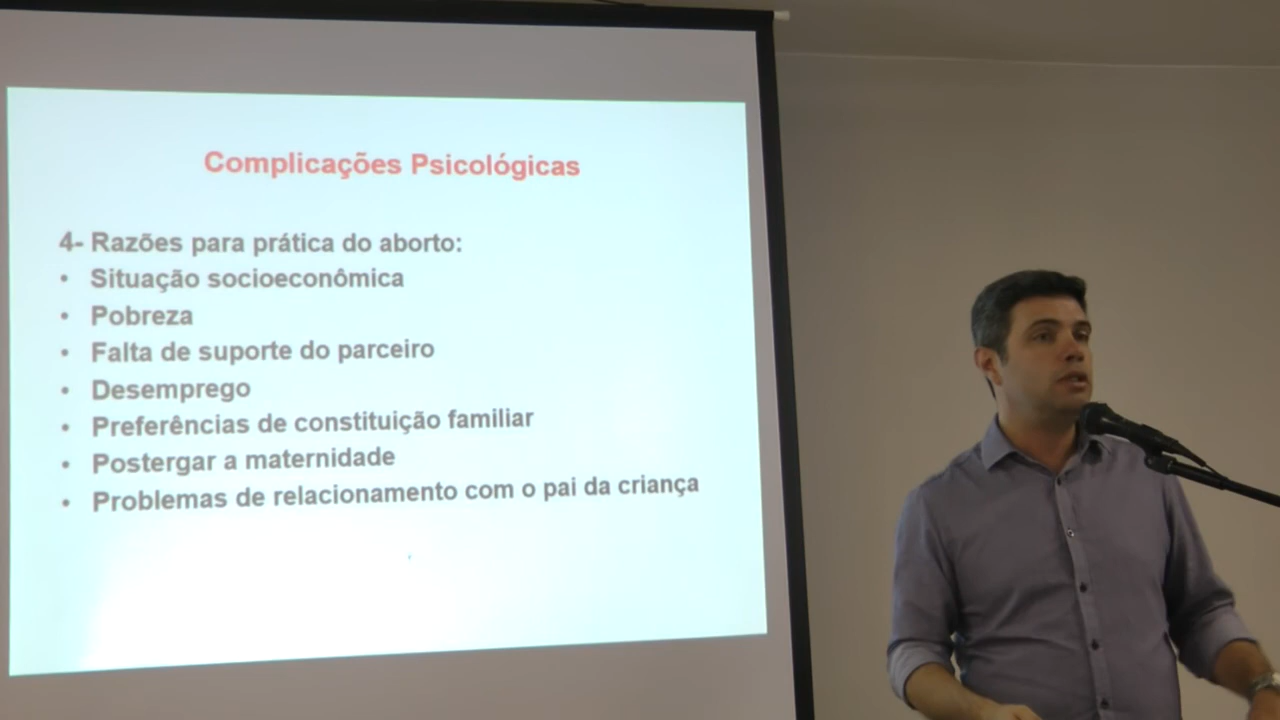 Complicações Psicológicas
4- Razões para prática do aborto:
• Situação socioeconômica
• Pobreza
• Falta de suporte do parceiro
• Desemprego
• Preferências de constituição familiar
• Postergar a maternidade
• Problemas de relacionamento com o pai da criança